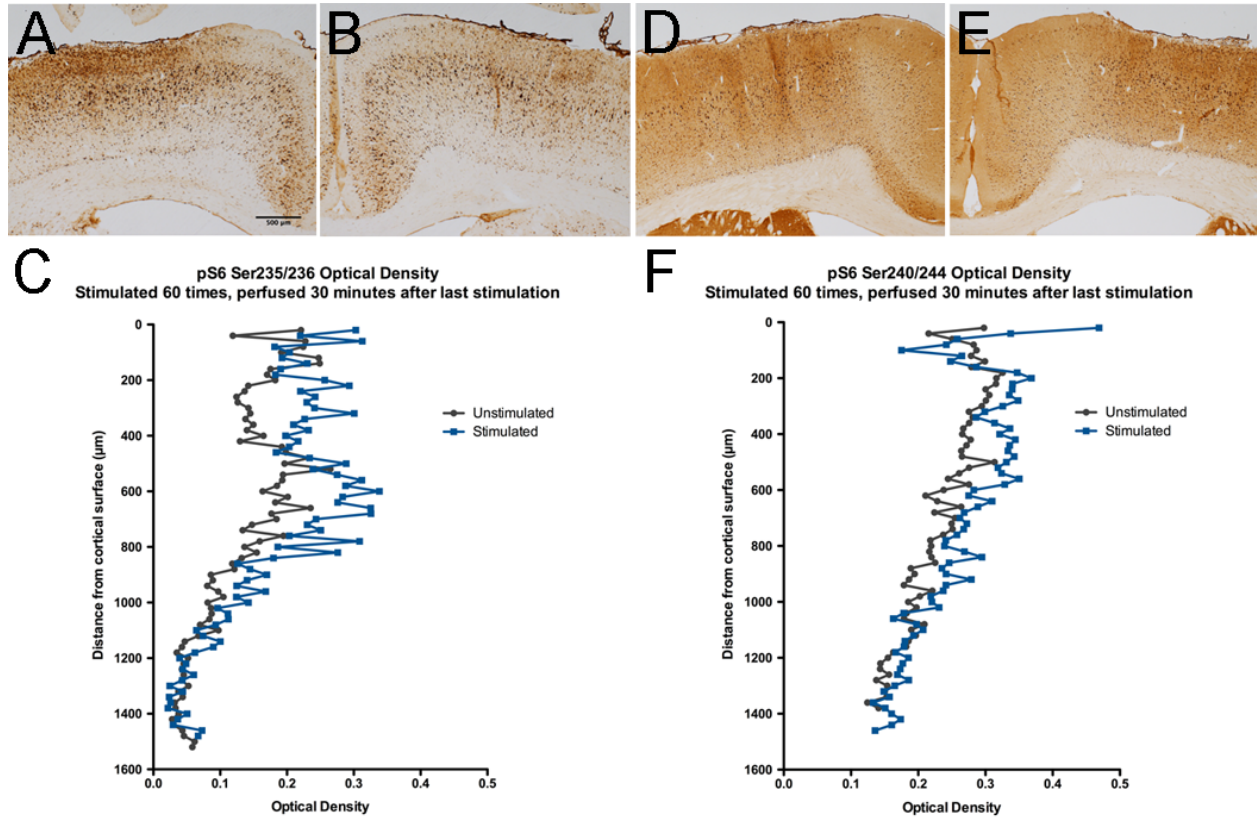 A
B
D
E
500 µm
C
pS6 Ser235/236 Optical Density
Stimulated 60 times, perfused 30 minutes after last stimulation
0
200
400
600
800
1000
1200
1400
1600
Distance from cortical surface (µm)
Unstimulated
Stimulated
0.0 0.1 0.2 0.3 0.4 0.5
Optical Density
F
pS6 Ser240/244 Optical Density
Stimulated 60 times, perfused 30 minutes after last stimulation
0
200
400
600
800
1000
1200
1400
1600
Distance from cortical surface (µm)
Unstimulated
Stimulated
0.0 0.1 0.2 0.3 0.4 0.5
Optical Density